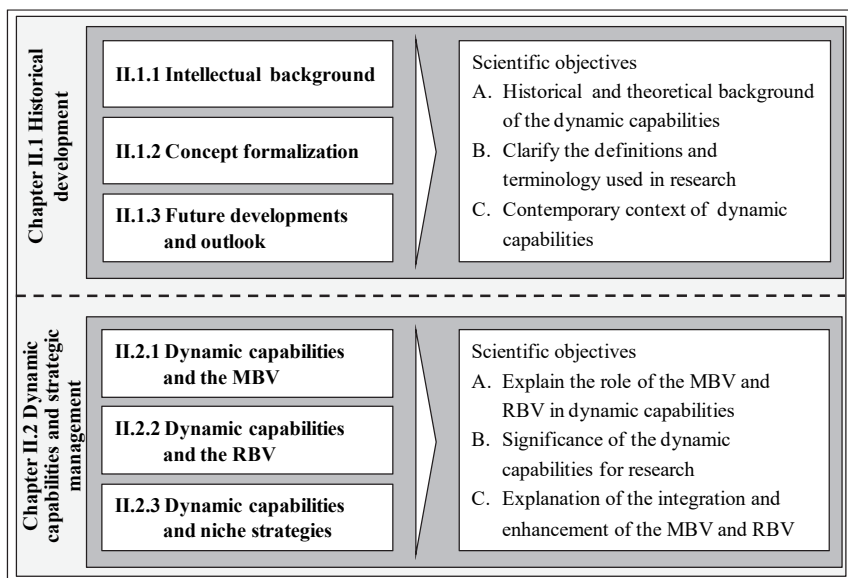 Chapter II.1 Historical
development
II.1.1 Intellectual background
II.1.2 Concept formalization
II.1.3 Future developments
and outlook
Scientific objectives
A. Historical and theoretical background
of the dynamic capabilities
B. Clarify the definitions and
terminology used in research
C. Contemporary context of dynamic
capabilities
Chapter II.2 Dynamic
capabilities and strategic
management
II.2.1 Dynamic capabilities
and the MBV
II.2.2 Dynamic capabilities
and the RBV
II.2.3 Dynamic capabilities
and niche strategies
Scientific objectives
A. Explain the role of the MBV and
RBV in dynamic capabilities
B. Significance of the dynamic
capabilities for research
C. Explanation of the integration and
enhancement of the MBV and RBV